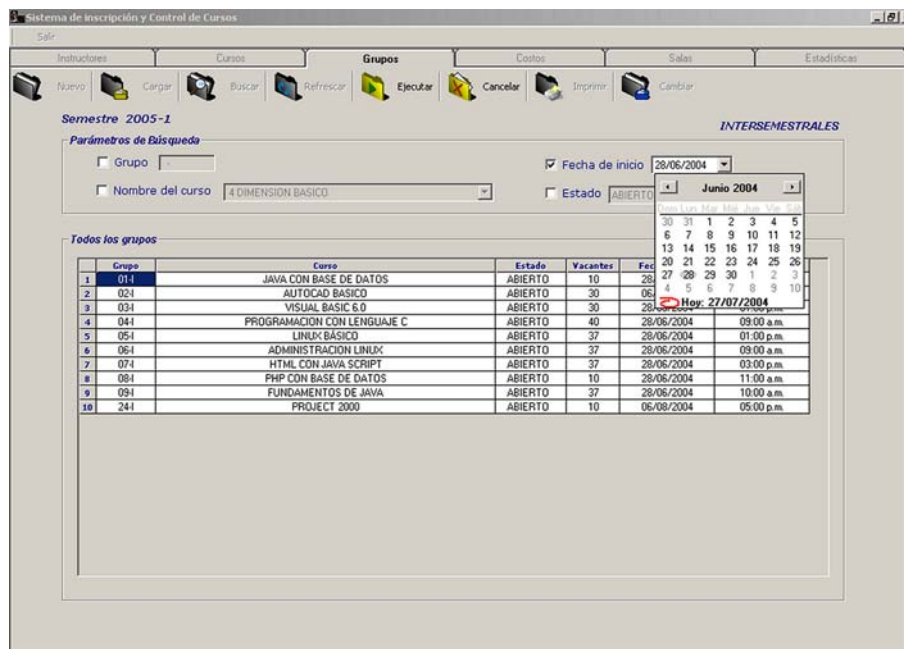 Sistema de inscripción y Control de Cursos
Salir
Instructores Cursos Grupos Costos Salas Estadísticas
Nuevo Cargar Buscar Refrescar Ejecutar Cancelar Imprimir Cambiar
Semestre 2005-1
INTERSEMESTRALES
Parámetros de Búsqueda
Grupo -
Fecha de inicio 28/06/2004
Nombre del curso 4 DIMENSION BASICO
Estado ABIERTO
Junio 2004
Dom Lun Mar Mié Jue Vie Sáb
30 31 1 2 3 4 5
6 7 8 9 10 11 12
13 14 15 16 17 18 19
20 21 22 23 24 25 26
27 28 29 30 1 2 3
4 5 6 7 8 9 10
Hoy: 27/07/2004
Todos los grupos
Grupo Curso Estado Vacantes
1 01-I JAVA CON BASE DE DATOS ABIERTO 10
2 02-I AUTOCAD BASICO ABIERTO 30
3 03-I VISUAL BASIC 6.0 ABIERTO 30 28/06/2004 01:00 p.m.
4 04-I PROGRAMACION CON LENGUAJE C ABIERTO 40 28/06/2004 09:00 a.m.
5 05-I LINUX BÁSICO ABIERTO 37 28/06/2004 01:00 p.m.
6 06-I ADMINISTRACION LINUX ABIERTO 37 28/06/2004 09:00 a.m.
7 07-I HTML CON JAVA SCRIPT ABIERTO 37 28/06/2004 03:00 p.m.
8 08-I PHP CON BASE DE DATOS ABIERTO 10 28/06/2004 11:00 a.m.
9 09-I FUNDAMENTOS DE JAVA ABIERTO 37 28/06/2004 10:00 a.m.
10 24-I PROJECT 2000 ABIERTO 10 06/08/2004 05:00 p.m.